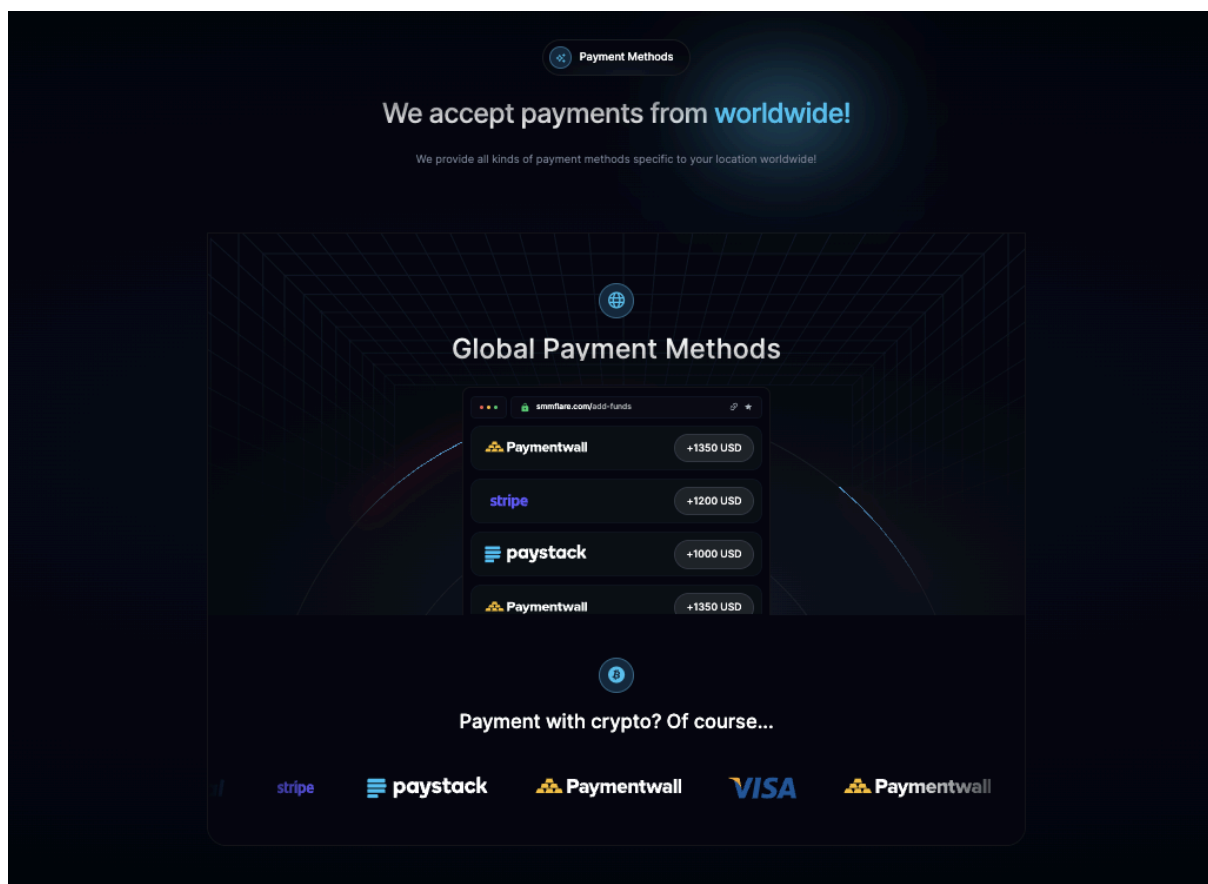 Payment Methods
We accept payments from worldwide!
We provide all kinds of payment methods specific to your location worldwide!
Global Payment Methods
smmflare.com/add-funds
Paymentwall +1350 USD
stripe +1200 USD
paystack +1000 USD
Paymentwall +1350 USD
Payment with crypto? Of course...
stripe paystack Paymentwall VISA Paymentwall